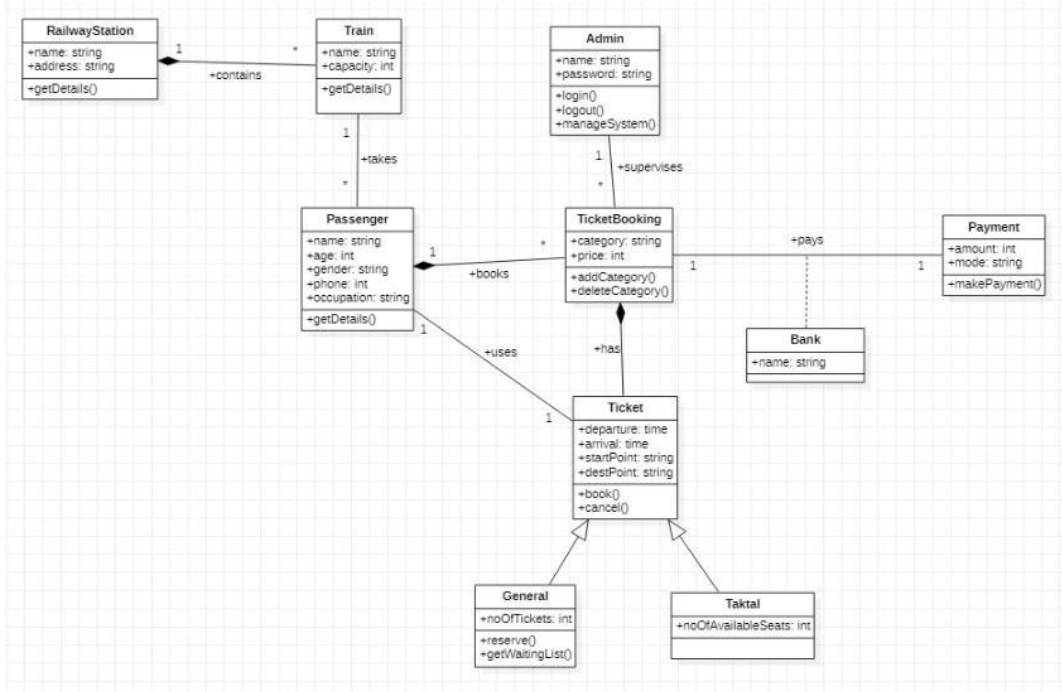 RailwayStation
+name: string
+address: string
+getDetails()
1
*
+contains
Train
+name: string
+capacity: int
+getDetails()
Admin
+name: string
+password: string
+login()
+logout()
+manageSystem()
1
+takes
*
1
+supervises
*
Passenger
+name: string
+age: int
+gender: string
+phone: int
+occupation: string
+getDetails()
1
*
+books
TicketBooking
+category: string
+price: int
+addCategory()
+deleteCategory()
+pays
1
1
Payment
+amount: int
+mode: string
+makePayment()
Bank
+name: string
1
+uses
1
+has
Ticket
+departure: time
+arrival: time
+startPoint: string
+destPoint: string
+book()
+cancel()
General
+noOfTickets: int
+reserve()
+getWaitingList()
Taktal
+noOfAvailableSeats: int